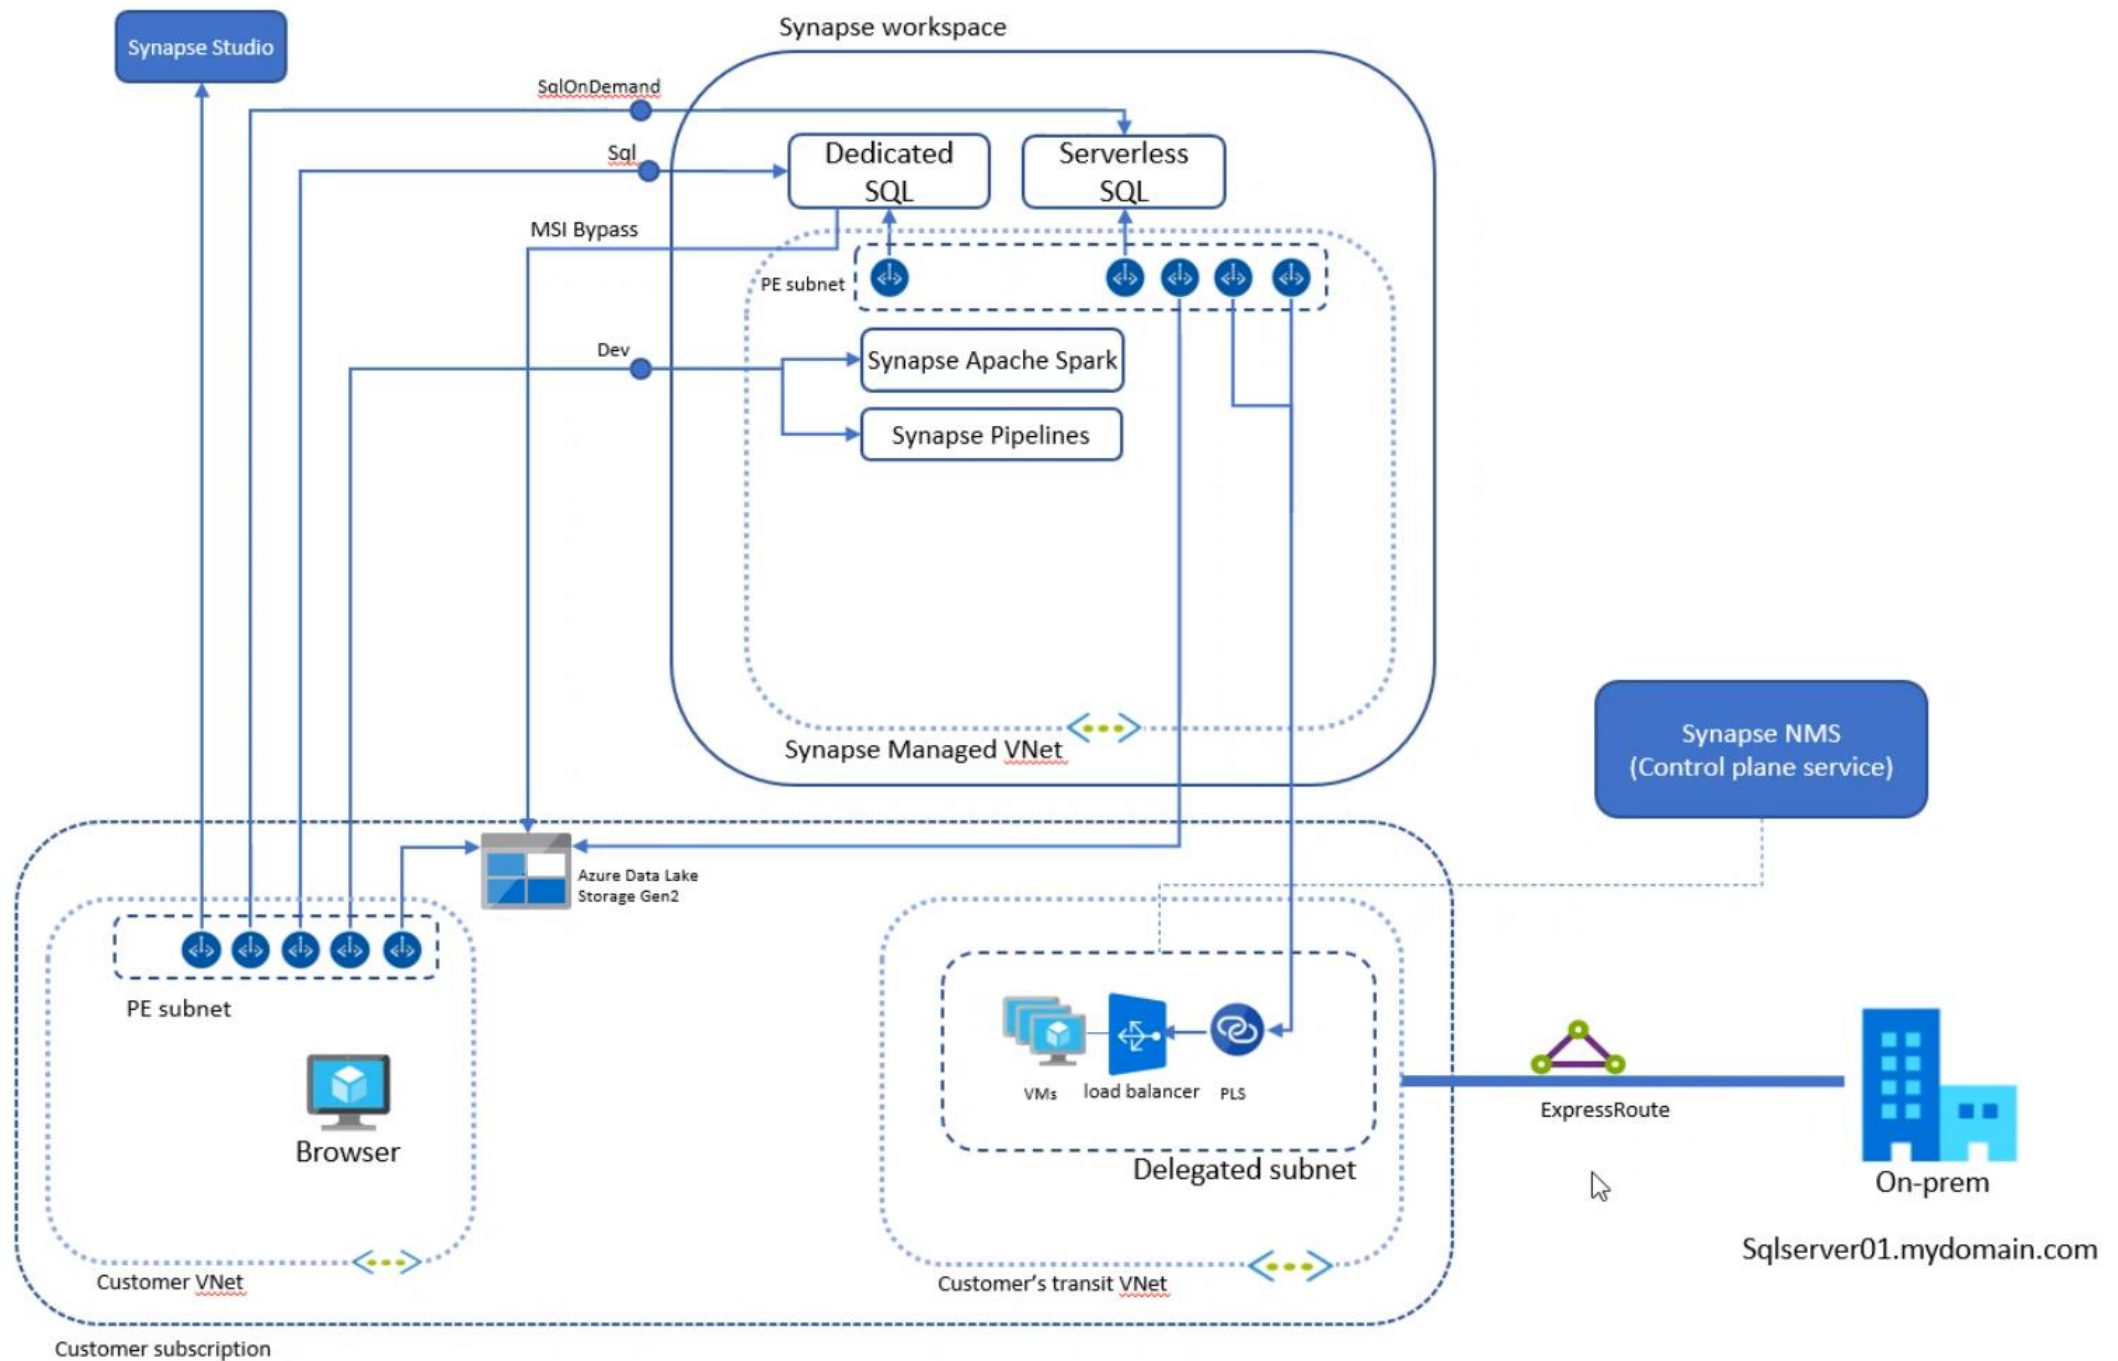 Synapse Studio
Synapse workspace
SqlOnDemand
Sql
Dedicated
SQL
Serverless
SQL
MSI Bypass
PE subnet
Dev
Synapse Apache Spark
Synapse Pipelines
Synapse Managed VNet
Synapse NMS
(Control plane service)
Azure Data Lake
Storage Gen2
PE subnet
Browser
Customer VNet
VMs
load balancer
PLS
Delegated subnet
Customer's transit VNet
ExpressRoute
On-prem
Sqlserver01.mydomain.com
Customer subscription